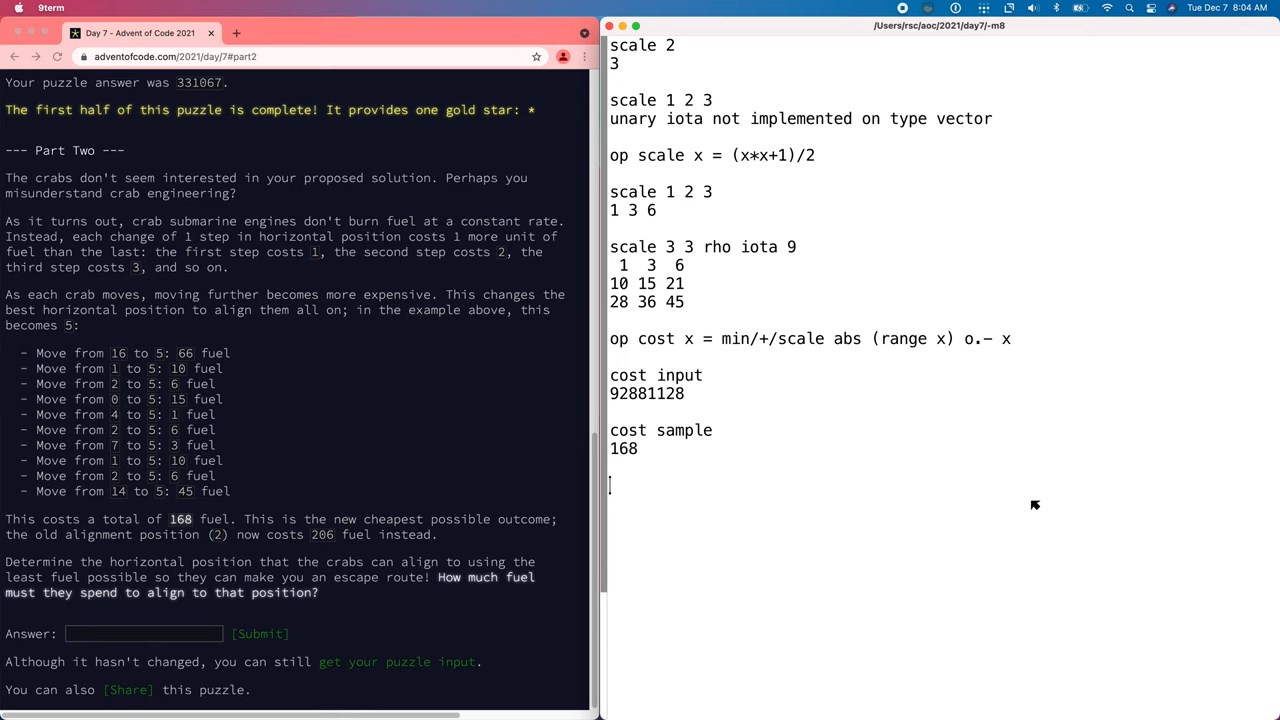 9term
Tue Dec 7 8:04 AM
Day 7 - Advent of Code 2021
adventofcode.com/2021/day/7#part2
Your puzzle answer was 331067.
The first half of this puzzle is complete! It provides one gold star: *
--- Part Two ---
The crabs don't seem interested in your proposed solution. Perhaps you
misunderstand crab engineering?
As it turns out, crab submarine engines don't burn fuel at a constant rate.
Instead, each change of 1 step in horizontal position costs 1 more unit of
fuel than the last: the first step costs 1, the second step costs 2, the
third step costs 3, and so on.
As each crab moves, moving further becomes more expensive. This changes the
best horizontal position to align them all on; in the example above, this
becomes 5:
- Move from 16 to 5: 66 fuel
- Move from 1 to 5: 10 fuel
- Move from 2 to 5: 6 fuel
- Move from 0 to 5: 15 fuel
- Move from 4 to 5: 1 fuel
- Move from 2 to 5: 6 fuel
- Move from 7 to 5: 3 fuel
- Move from 1 to 5: 10 fuel
- Move from 2 to 5: 6 fuel
- Move from 14 to 5: 45 fuel
This costs a total of 168 fuel. This is the new cheapest possible outcome;
the old alignment position (2) now costs 206 fuel instead.
Determine the horizontal position that the crabs can align to using the
least fuel possible so they can make you an escape route! How much fuel
must they spend to align to that position?
Answer: [Submit]
Although it hasn't changed, you can still get your puzzle input.
You can also [Share] this puzzle.
/Users/rsc/aoc/2021/day7/-m8
scale 2
3
scale 1 2 3
unary iota not implemented on type vector
op scale x = (x*x+1)/2
scale 1 2 3
1 3 6
scale 3 3 rho iota 9
1 3 6
10 15 21
28 36 45
op cost x = min/+/scale abs (range x) o.- x
cost input
92881128
cost sample
168